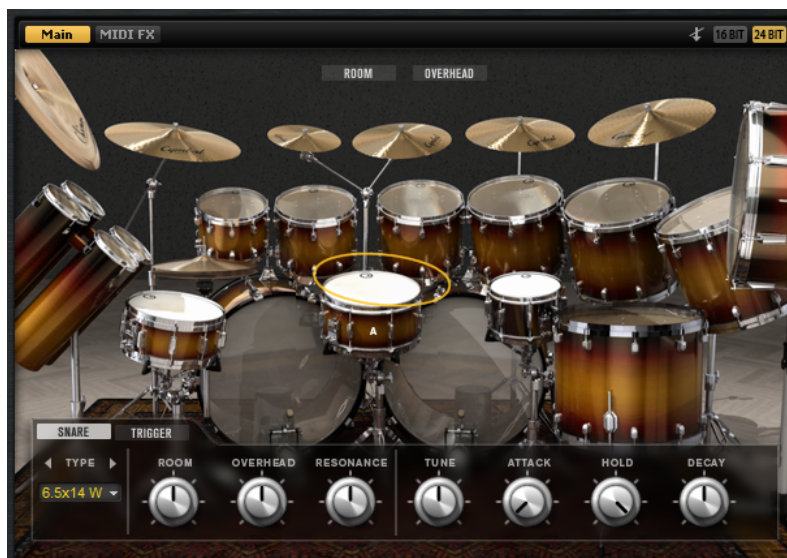 Main MIDI FX 16 BIT 24 BIT
ROOM OVERHEAD
A
SNARE TRIGGER
TYPE ROOM OVERHEAD RESONANCE TUNE ATTACK HOLD DECAY
6.5x14 W